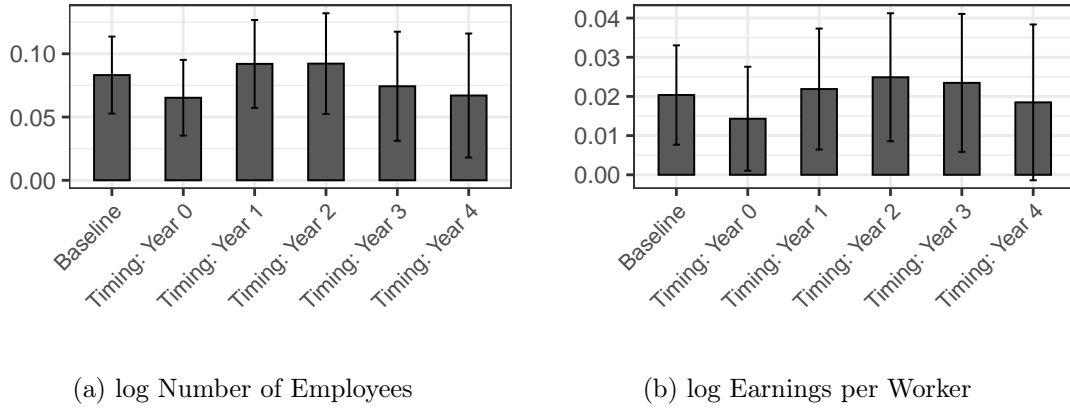 0.10
0.05
0.00
Baseline
Timing: Year 0
Timing: Year 1
Timing: Year 2
Timing: Year 3
Timing: Year 4
(a) log Number of Employees
0.04
0.03
0.02
0.01
0.00
Baseline
Timing: Year 0
Timing: Year 1
Timing: Year 2
Timing: Year 3
Timing: Year 4
(b) log Earnings per Worker